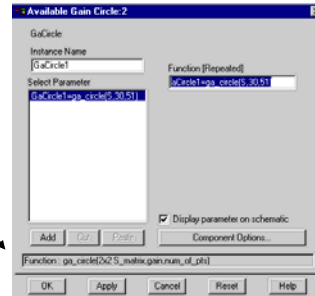 Available Gain Circle:2
GaCircle
Instance Name
GaCircle1
Select Parameter
GaCircle1=ga_circle(S,30,51)
Function [Repeated]
aCircle1=ga_circle(S,30,51)
Display parameter on schematic
Add
Cut
Paste
Component Options...
Function : ga_circle(2x2 S_matrix,gain,num_of_pts)
OK
Apply
Cancel
Reset
Help